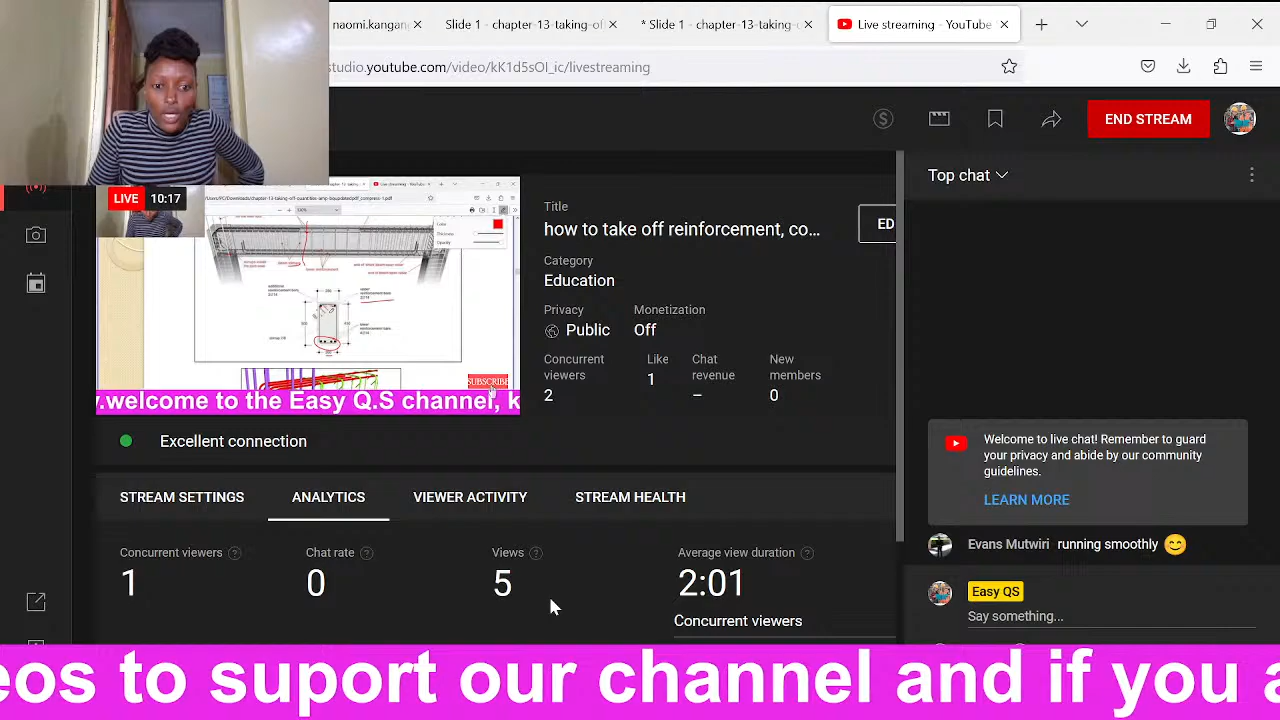 naomi.kangan
Slide 1 - chapter-13-taking-of
* Slide 1 - chapter-13-taking-
Live streaming - YouTube
studio.youtube.com/video/kK1d5sOI_ic/livestreaming
END STREAM
LIVE 10:17
Title
how to take off reinforcement, co...
ED
Category
Education
Privacy
Public
Monetization
Off
Concurrent viewers
Like
1
Chat revenue
–
New members
0
SUBSCRIBE
.welcome to the Easy Q.S channel, k
Excellent connection
STREAM SETTINGS
ANALYTICS
VIEWER ACTIVITY
STREAM HEALTH
Concurrent viewers
1
Chat rate
0
Views
5
Average view duration
2:01
Concurrent viewers
Top chat
Welcome to live chat! Remember to guard
your privacy and abide by our community
guidelines.
LEARN MORE
Evans Mutwiri running smoothly 😊
Easy QS
Say something...
eos to suport our channel and if you a